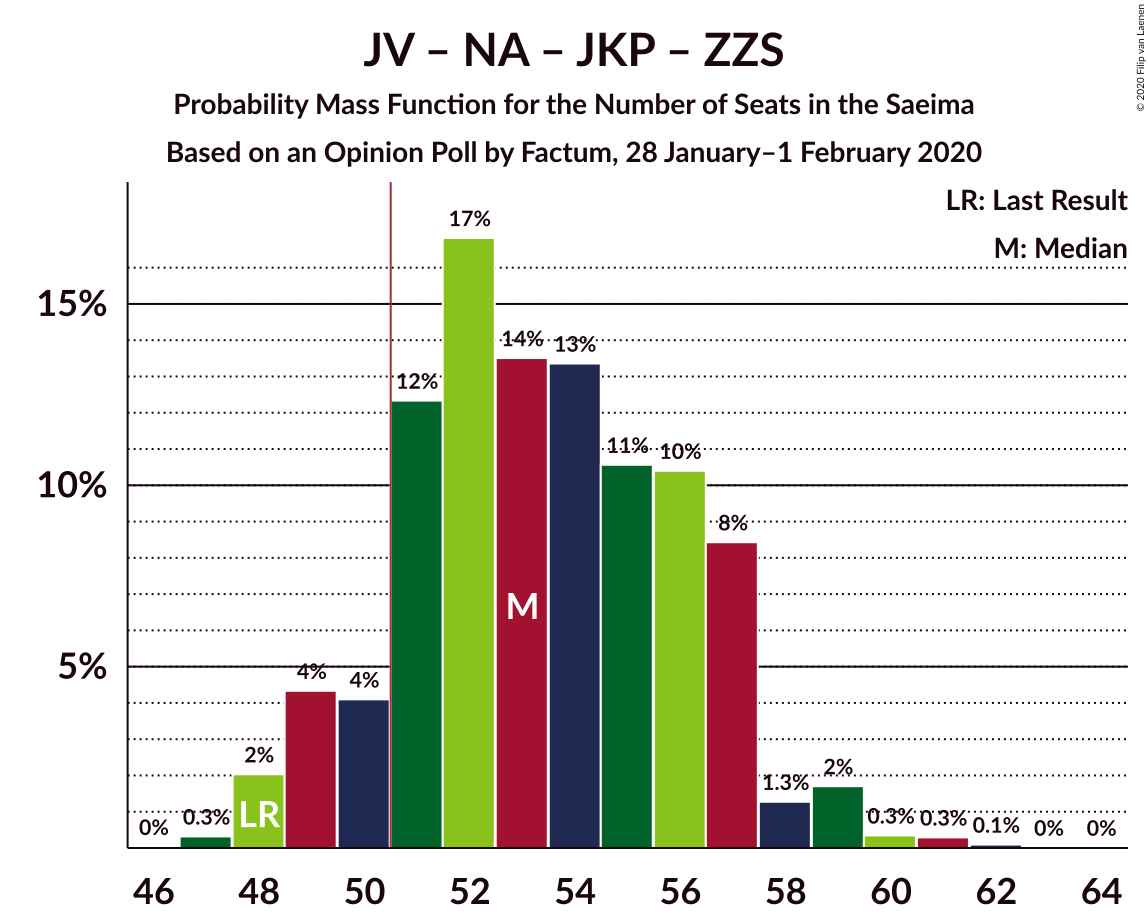 JV – NA – JKP – ZZS
Probability Mass Function for the Number of Seats in the Saeima
Based on an Opinion Poll by Factum, 28 January–1 February 2020
© 2020 Filip van Laenen
LR: Last Result
M: Median
17%
15%
14%
13%
12%
11%
10%
10%
8%
5%
4%
4%
2%
2%
1.3%
0.3%
0.3%
0.3%
0.1%
0%
0%
0%
M
LR
46 48 50 52 54 56 58 60 62 64